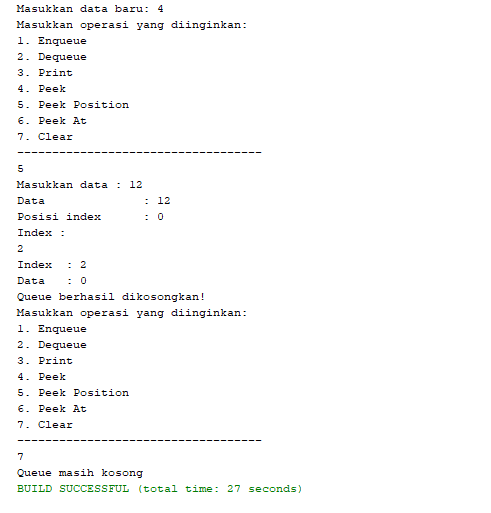 Masukkan data baru: 4
Masukkan operasi yang diinginkan:
1. Enqueue
2. Dequeue
3. Print
4. Peek
5. Peek Position
6. Peek At
7. Clear
-----------------------------------
5
Masukkan data : 12
Data          : 12
Posisi index      : 0
Index :
2
Index  : 2
Data   : 0
Queue berhasil dikosongkan!
Masukkan operasi yang diinginkan:
1. Enqueue
2. Dequeue
3. Print
4. Peek
5. Peek Position
6. Peek At
7. Clear
-----------------------------------
7
Queue masih kosong
BUILD SUCCESSFUL (total time: 27 seconds)